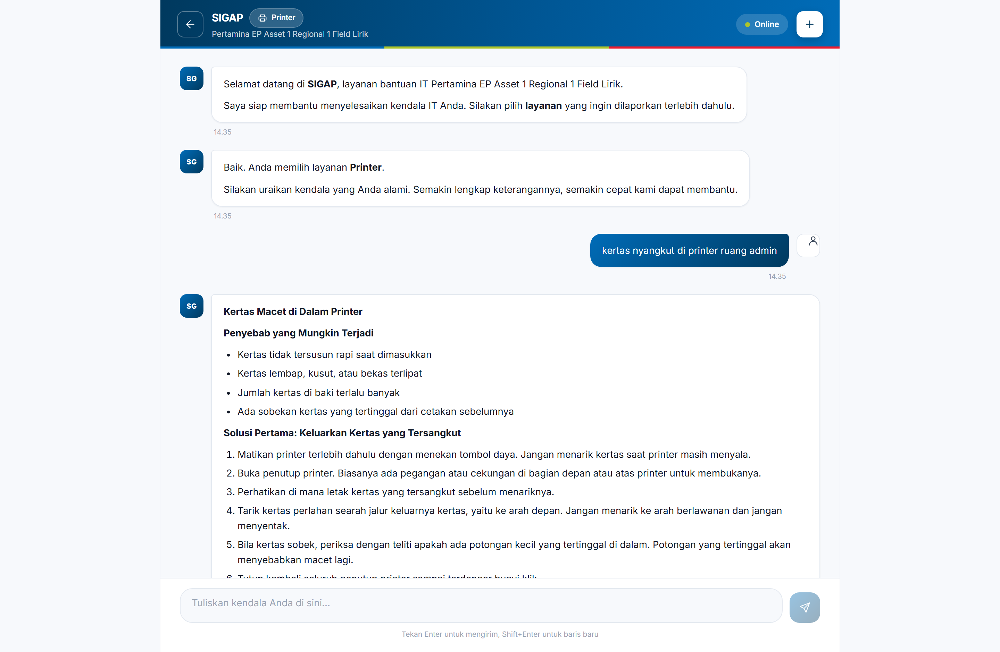 SIGAP
Printer
Pertamina EP Asset 1 Regional 1 Field Lirik
Online
SG
Selamat datang di SIGAP, layanan bantuan IT Pertamina EP Asset 1 Regional 1 Field Lirik.
Saya siap membantu menyelesaikan kendala IT Anda. Silakan pilih layanan yang ingin dilaporkan terlebih dahulu.
14.35
SG
Baik. Anda memilih layanan Printer.
Silakan uraikan kendala yang Anda alami. Semakin lengkap keterangannya, semakin cepat kami dapat membantu.
14.35
kertas nyangkut di printer ruang admin
14.35
SG
Kertas Macet di Dalam Printer
Penyebab yang Mungkin Terjadi
• Kertas tidak tersusun rapi saat dimasukkan
• Kertas lembap, kusut, atau bekas terlipat
• Jumlah kertas di baki terlalu banyak
• Ada sobekan kertas yang tertinggal dari cetakan sebelumnya
Solusi Pertama: Keluarkan Kertas yang Tersangkut
1. Matikan printer terlebih dahulu dengan menekan tombol daya. Jangan menarik kertas saat printer masih menyala.
2. Buka penutup printer. Biasanya ada pegangan atau cekungan di bagian depan atau atas printer untuk membukanya.
3. Perhatikan di mana letak kertas yang tersangkut sebelum menariknya.
4. Tarik kertas perlahan searah jalur keluarnya kertas, yaitu ke arah depan. Jangan menarik ke arah berlawanan dan jangan
menyentak.
5. Bila kertas sobek, periksa dengan teliti apakah ada potongan kecil yang tertinggal di dalam. Potongan yang tertinggal akan
menyebabkan macet lagi.
6. Tutup kembali seluruh penutup printer sampai terdengar bunyi klik.
Tuliskan kendala Anda di sini...
Tekan Enter untuk mengirim, Shift+Enter untuk baris baru